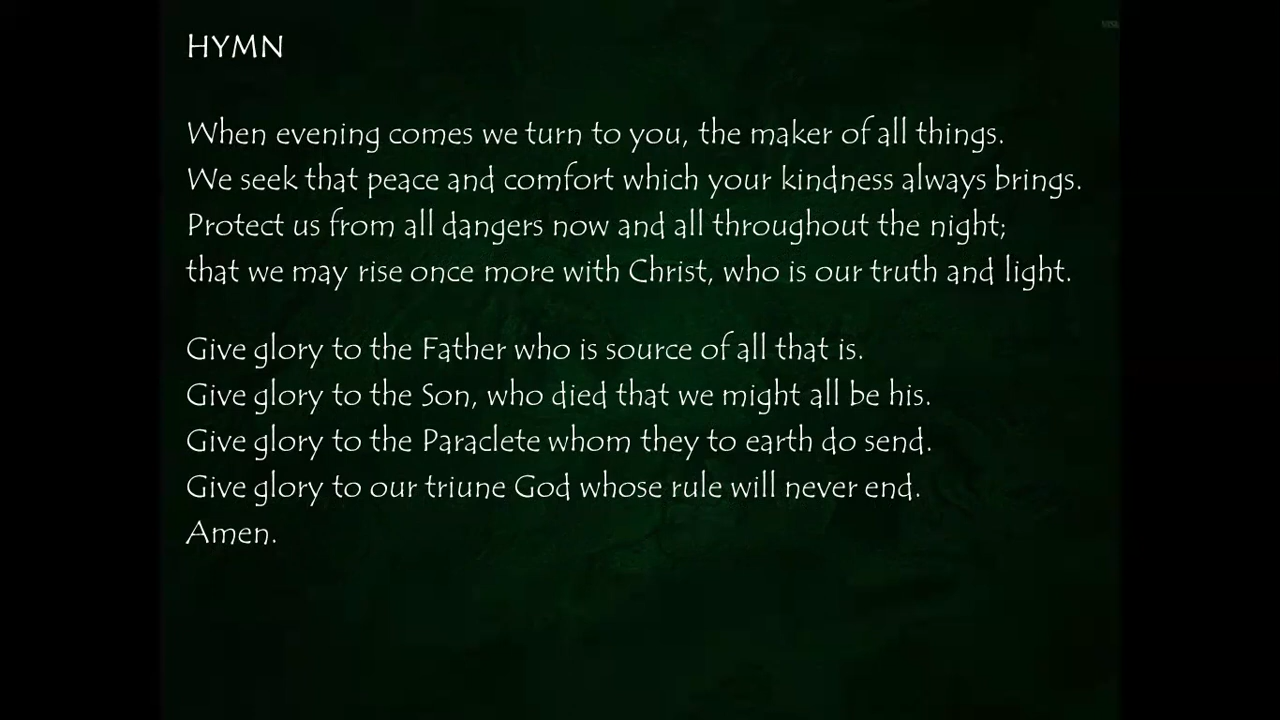 HYMN
When evening comes we turn to you, the maker of all things.
We seek that peace and comfort which your kindness always brings.
Protect us from all dangers now and all throughout the night;
that we may rise once more with Christ, who is our truth and light.
Give glory to the Father who is source of all that is.
Give glory to the Son, who died that we might all be his.
Give glory to the Paraclete whom they to earth do send.
Give glory to our triune God whose rule will never end.
Amen.